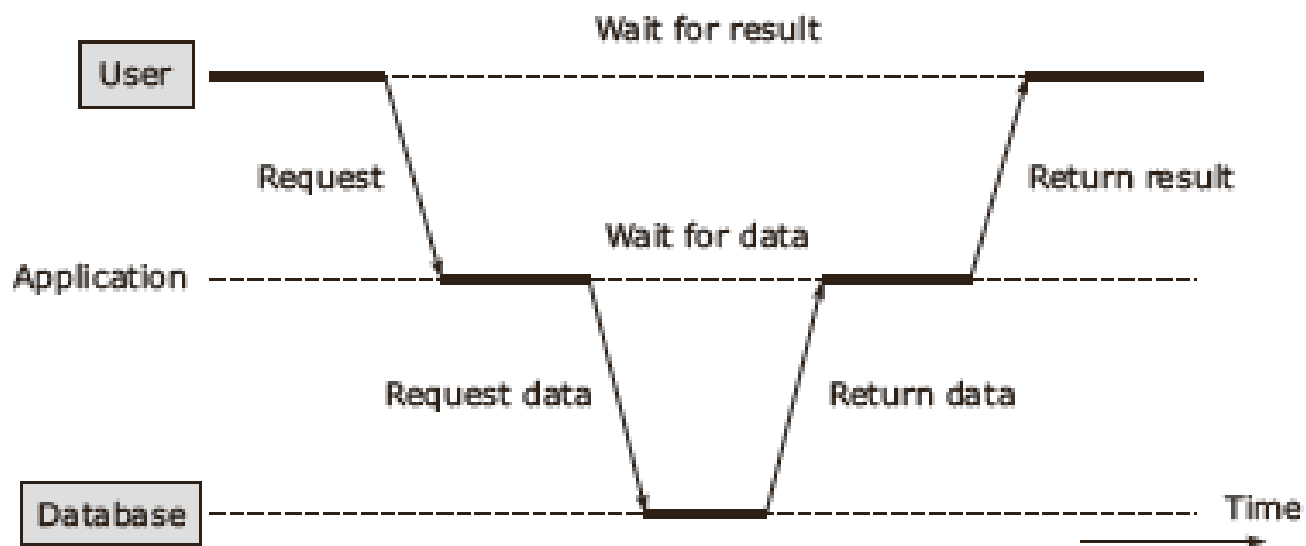 Wait for result
User
Request
Return result
Wait for data
Application
Request data
Return data
Database
Time